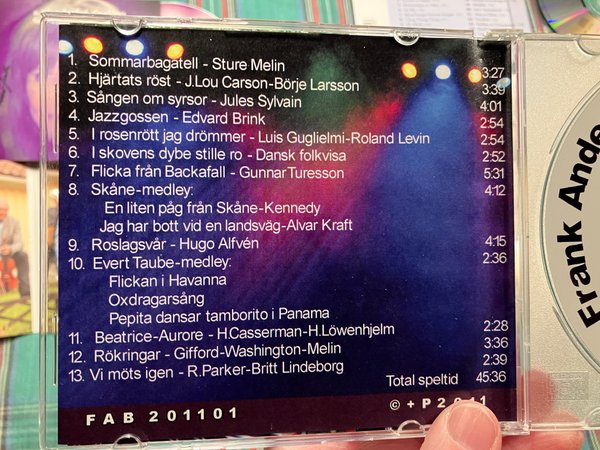 1. Sommarbagatell - Sture Melin 3:27
2. Hjärtats röst - J.Lou Carson-Börje Larsson 3:39
3. Sången om syrsor - Jules Sylvain 4:01
4. Jazzgossen - Edvard Brink 2:54
5. I rosenrött jag drömmer - Luis Guglielmi-Roland Levin 2:54
6. I skovens dybe stille ro - Dansk folkvisa 2:52
7. Flicka från Backafall - Gunnar Turesson 5:31
8. Skåne-medley: 4:12
En liten påg från Skåne-Kennedy
Jag har bott vid en landsväg-Alvar Kraft
9. Roslagsvår - Hugo Alfvén 4:15
10. Evert Taube-medley: 2:36
Flickan i Havanna
Oxdragarsång
Pepita dansar tamborito i Panama
11. Beatrice-Aurore - H.Casserman-H.Löwenhjelm 2:28
12. Rökringar - Gifford-Washington-Melin 3:36
13. Vi möts igen - R.Parker-Britt Lindeborg 2:39
Total speltid 45:36
FAB 201101 © + P
Frank Ande